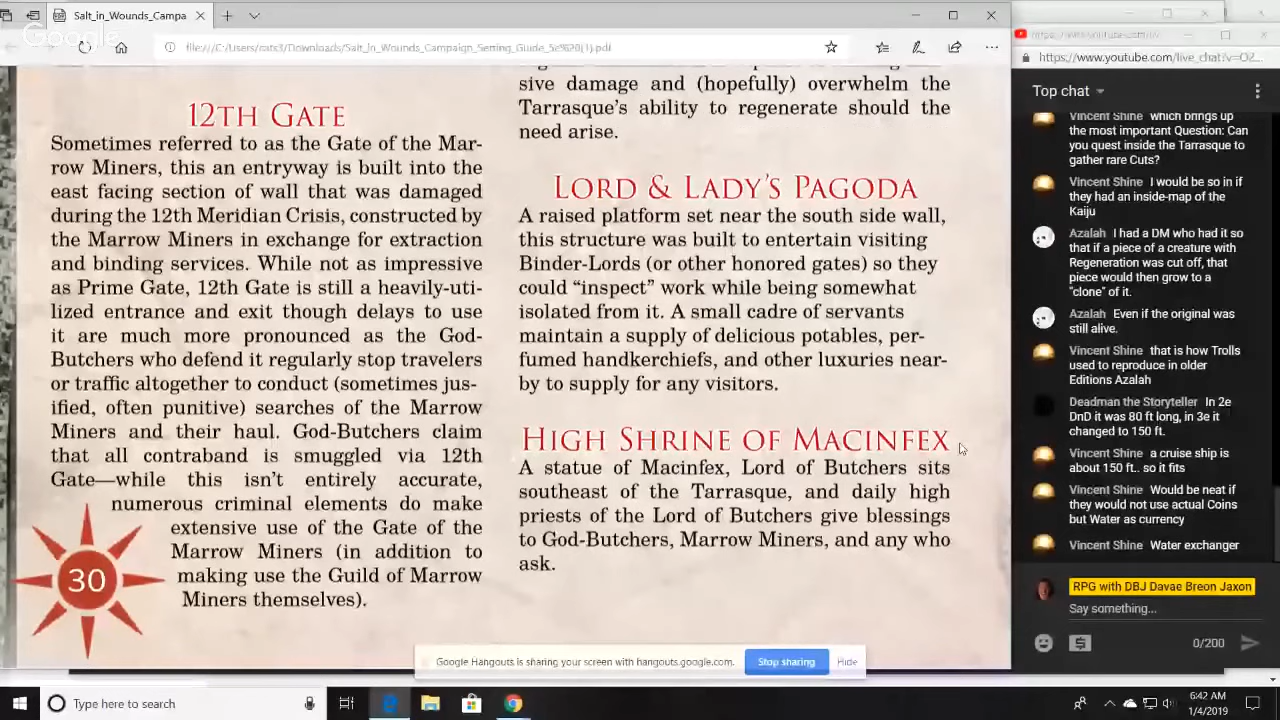 Salt_in_Wounds_Campa
Google
file:///C:/Users/cats3/Downloads/Salt_In_Wounds_Campaign_Setting_Guide_5e%20(1).pdf
12TH GATE
Sometimes referred to as the Gate of the Mar-
row Miners, this an entryway is built into the
east facing section of wall that was damaged
during the 12th Meridian Crisis, constructed by
the Marrow Miners in exchange for extraction
and binding services. While not as impressive
as Prime Gate, 12th Gate is still a heavily-uti-
lized entrance and exit though delays to use
it are much more pronounced as the God-
Butchers who defend it regularly stop travelers
or traffic altogether to conduct (sometimes jus-
ified, often punitive) searches of the Marrow
Miners and their haul. God-Butchers claim
that all contraband is smuggled via 12th
Gate—while this isn't entirely accurate,
numerous criminal elements do make
extensive use of the Gate of the
Marrow Miners (in addition to
making use the Guild of Marrow
Miners themselves).
30
sive damage and (hopefully) overwhelm the
Tarrasque's ability to regenerate should the
need arise.
LORD & LADY'S PAGODA
A raised platform set near the south side wall,
this structure was built to entertain visiting
Binder-Lords (or other honored gates) so they
could “inspect” work while being somewhat
isolated from it. A small cadre of servants
maintain a supply of delicious potables, per-
fumed handkerchiefs, and other luxuries near-
by to supply for any visitors.
HIGH SHRINE OF MACINFEX
A statue of Macinfex, Lord of Butchers sits
southeast of the Tarrasque, and daily high
priests of the Lord of Butchers give blessings
to God-Butchers, Marrow Miners, and any who
ask.
Google Hangouts is sharing your screen with hangouts.google.com.
Stop sharing
Hide
https://www.youtube.com/live_chat?v=OZ...
Top chat
Vincent Shine which brings up
the most important Question: Can
you quest inside the Tarrasque to
gather rare Cuts?
Vincent Shine I would be so in if
they had an inside-map of the
Kaiju
Azalah I had a DM who had it so
that if a piece of a creature with
Regeneration was cut off, that
piece would then grow to a
"clone" of it.
Azalah Even if the original was
still alive.
Vincent Shine that is how Trolls
used to reproduce in older
Editions Azalah
Deadman the Storyteller In 2e
DnD it was 80 ft long, in 3e it
changed to 150 ft.
Vincent Shine a cruise ship is
about 150 ft.. so it fits
Vincent Shine Would be neat if
they would not use actual Coins
but Water as currency
Vincent Shine Water exchanger
RPG with DBJ Davae Breon Jaxon
Say something...
0/200
Type here to search
6:42 AM
1/4/2019